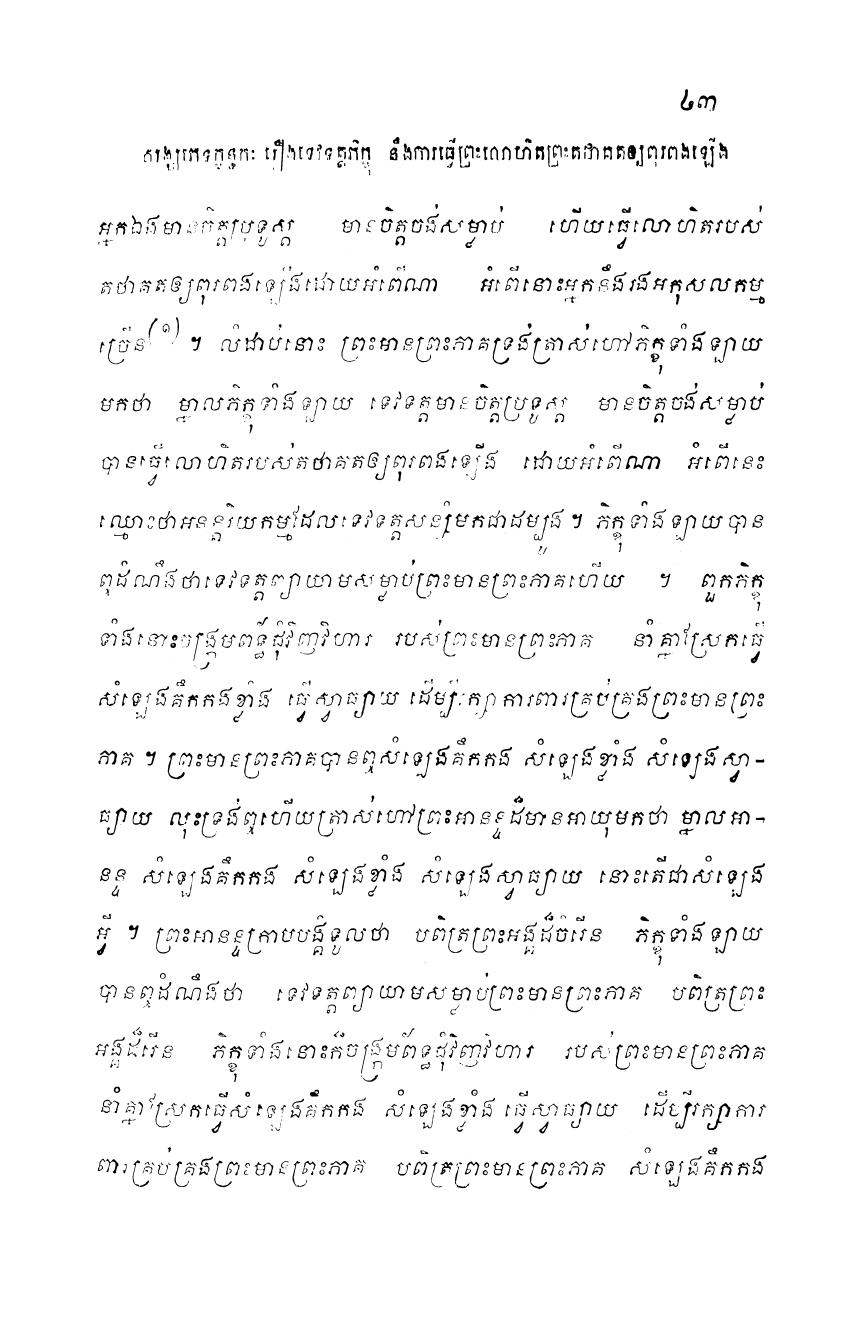 ៤៣
សង្ឃភេទក្ខន្ធកៈ រឿងទេវទត្តភិក្ខុ នឹងការធ្វើព្រះលោហិតព្រះតថាគតឲ្យពុរពងឡើង
អ្នកឯងមានចិត្តប្រទូស្ត មានចិត្តចង់សម្លាប់ ហើយធ្វើលោហិតរបស់
តថាគតឲ្យពុរពងឡើងដោយអំពើណា អំពើនោះអ្នកនឹងរងអកុសលកម្ម
ច្រើន(១) ។ លំដាប់នោះ ព្រះមានព្រះភាគទ្រង់ត្រាស់ហៅភិក្ខុទាំងឡាយ
មកថា ម្នាលភិក្ខុទាំងឡាយ ទេវទត្តមានចិត្តប្រទូស្ត មានចិត្តចង់សម្លាប់
បានធ្វើលោហិតរបស់តថាគតឲ្យពុរពងឡើង ដោយអំពើណា អំពើនេះ
ឈ្មោះថាអនន្តរិយកម្មដែលទេវទត្តសន្សំមកជាដម្បូង ។ ភិក្ខុទាំងឡាយបាន
ឮដំណឹងថាទេវទត្តព្យាយាមសម្លាប់ព្រះមានព្រះភាគហើយ ។ ពួកភិក្ខុ
ទាំងនោះចង្ក្រមព័ទ្ធជុំវិញវិហារ របស់ព្រះមានព្រះភាគ នាំគ្នាស្រែកធ្វើ
សំឡេងគឹកកងខ្លាំង ធ្វើស្វាធ្យាយ ដើម្បីរក្សាការពារគ្រប់គ្រងព្រះមានព្រះ
ភាគ ។ ព្រះមានព្រះភាគបានឮសំឡេងគឹកកង សំឡេងខ្លាំង សំឡេងស្វា-
ធ្យាយ លុះទ្រង់ឮហើយត្រាស់ហៅព្រះអានន្ទដ៏មានអាយុមកថា ម្នាលអា-
នន្ទ សំឡេងគឹកកង សំឡេងខ្លាំង សំឡេងស្វាធ្យាយ នោះតើជាសំឡេង
អ្វី ។ ព្រះអានន្ទក្រាបបង្គំទូលថា បពិត្រព្រះអង្គដ៏ចំរើន ភិក្ខុទាំងឡាយ
បានឮដំណឹងថា ទេវទត្តព្យាយាមសម្លាប់ព្រះមានព្រះភាគ បពិត្រព្រះ
អង្គដ៏រើន ភិក្ខុទាំងនោះក៏ចង្ក្រមព័ទ្ធជុំវិញវិហារ របស់ព្រះមានព្រះភាគ
នាំគ្នាស្រែកធ្វើសំឡេងគឹកកង សំឡេងខ្លាំង ធ្វើស្វាធ្យាយ ដើម្បីរក្សាការ
ពារគ្រប់គ្រងព្រះមានព្រះភាគ បពិត្រព្រះមានព្រះភាគ សំឡេងគឹកកង